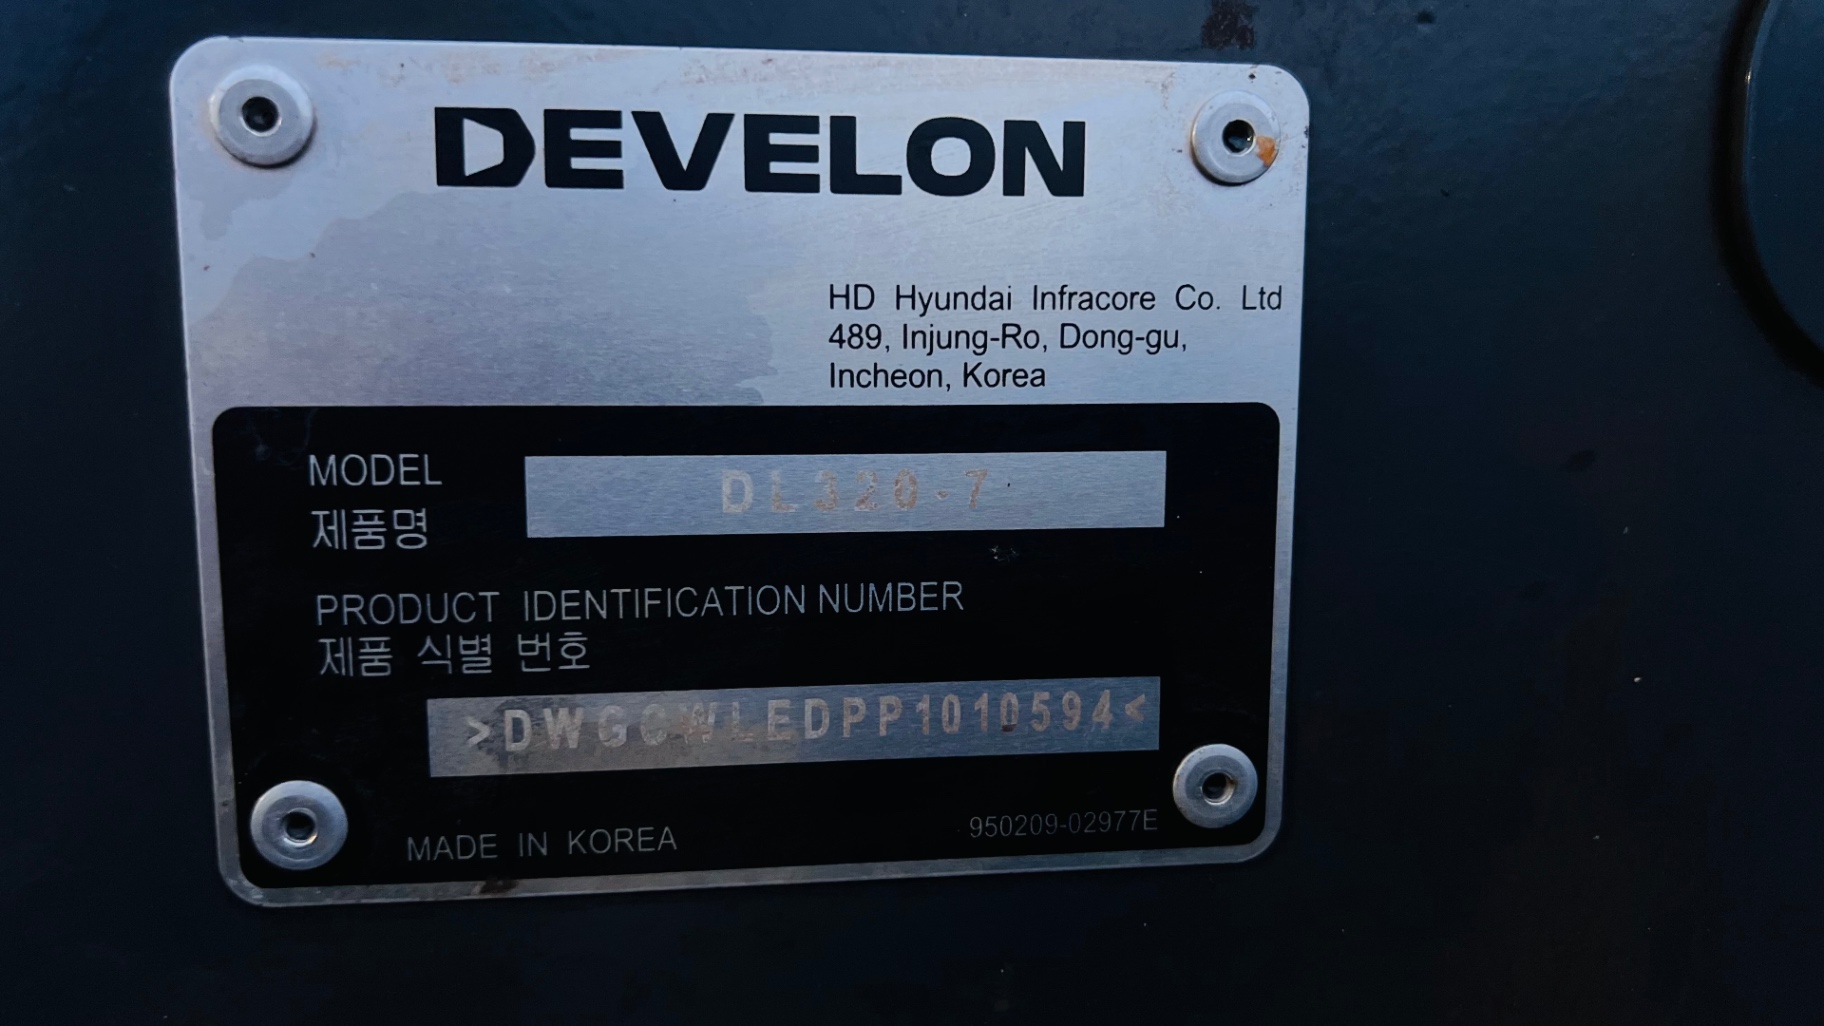 DEVELON
HD Hyundai Infracore Co. Ltd
489, Injung-Ro, Dong-gu,
Incheon, Korea
MODEL
제품명
DL320-7
PRODUCT IDENTIFICATION NUMBER
제품 식별 번호
>DWGCWLEDPP1010594<
MADE IN KOREA
950209-02977E